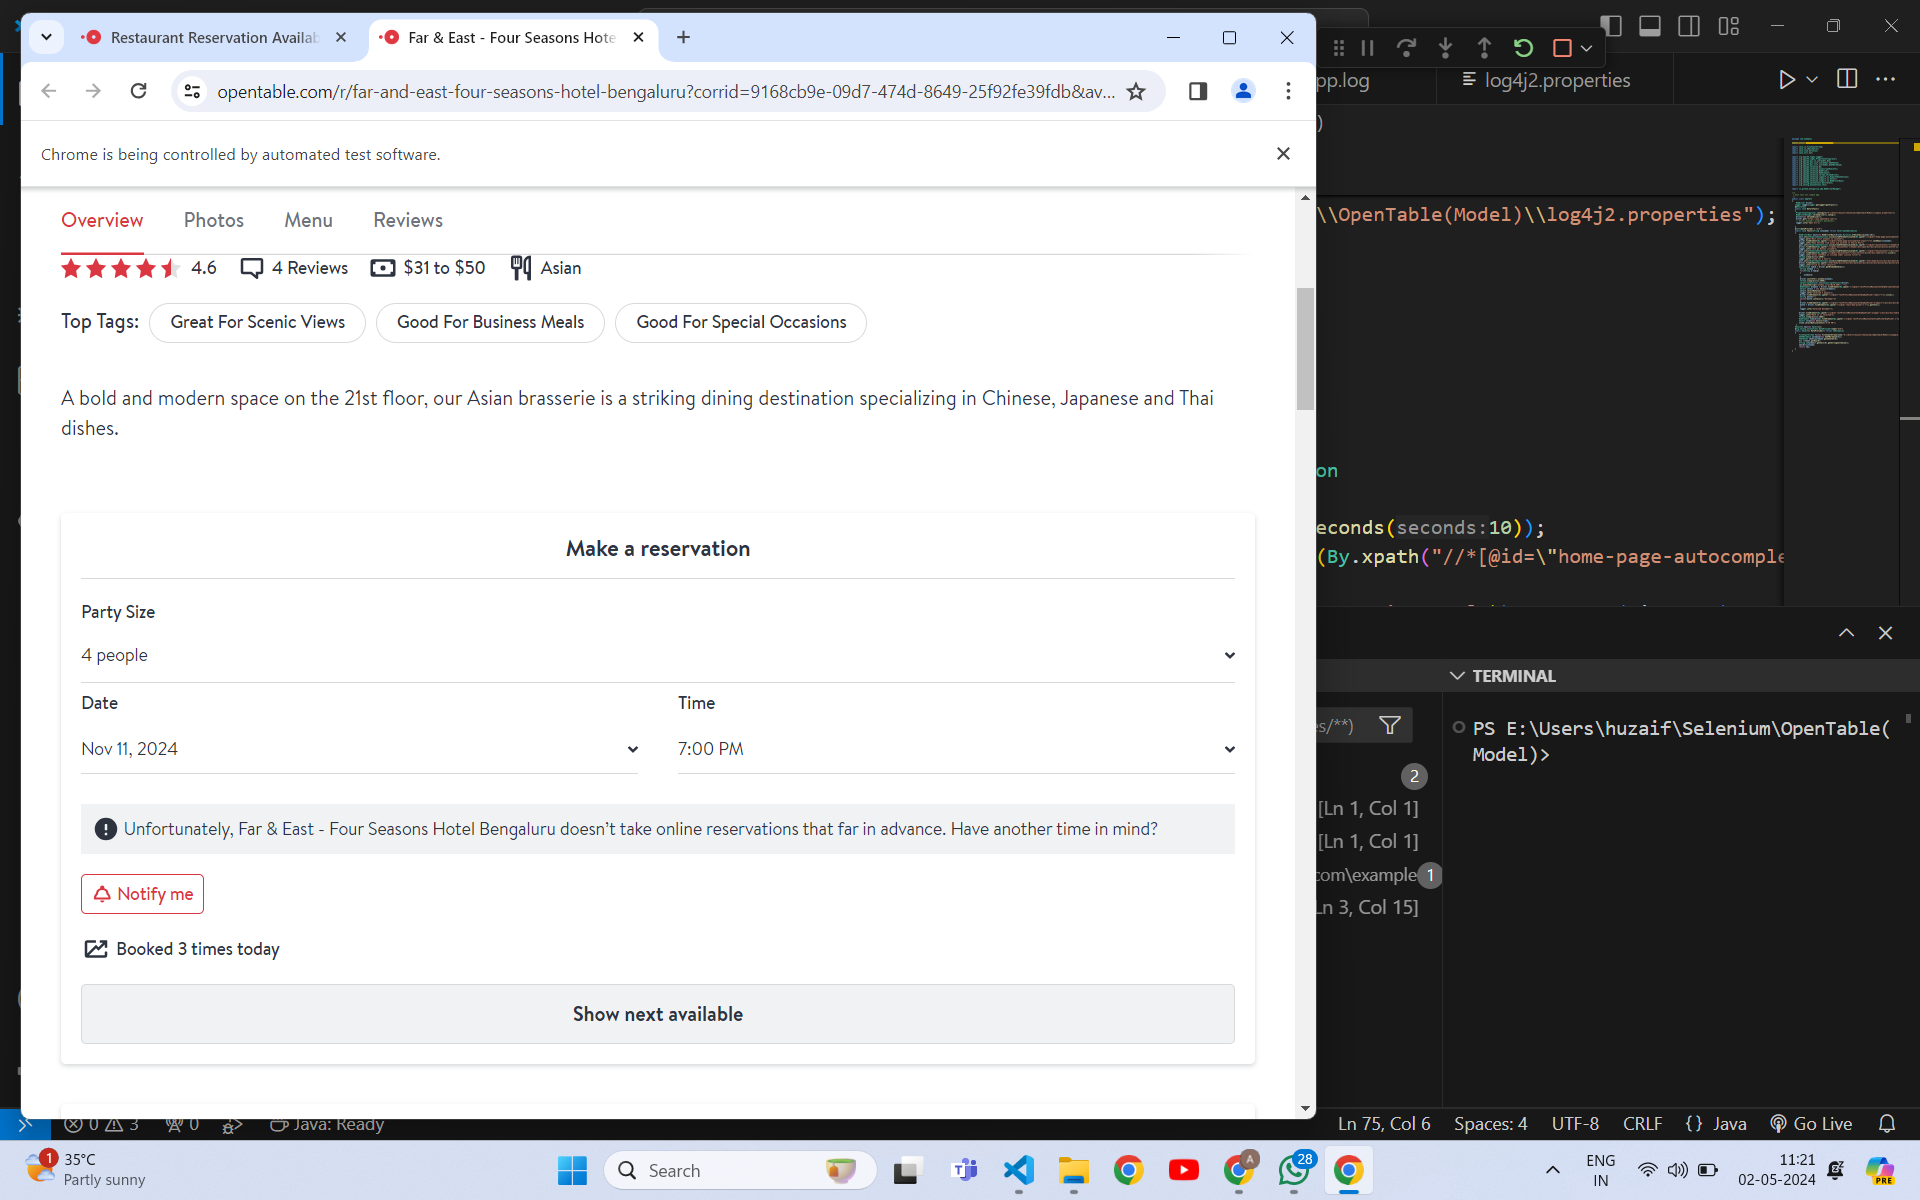 Restaurant Reservation Availab
Far & East - Four Seasons Hote
opentable.com/r/far-and-east-four-seasons-hotel-bengaluru?corrid=9168cb9e-09d7-474d-8649-25f92fe39fdb&av...
Chrome is being controlled by automated test software.
Overview Photos Menu Reviews
4.6 4 Reviews $31 to $50 Asian
Top Tags: Great For Scenic Views Good For Business Meals Good For Special Occasions
A bold and modern space on the 21st floor, our Asian brasserie is a striking dining destination specializing in Chinese, Japanese and Thai
dishes.
Make a reservation
Party Size
4 people
Date Time
Nov 11, 2024 7:00 PM
Unfortunately, Far & East - Four Seasons Hotel Bengaluru doesn't take online reservations that far in advance. Have another time in mind?
Notify me
Booked 3 times today
Show next available
pp.log log4j2.properties
)
\\OpenTable(Model)\\log4j2.properties");
on
econds(seconds:10));
(By.xpath("//*[@id=\"home-page-autocomple
TERMINAL
es/**)
PS E:\Users\huzaif\Selenium\OpenTable(
Model)>
2
[Ln 1, Col 1]
[Ln 1, Col 1]
com\example 1
Ln 3, Col 15]
0 3 0 Java: Ready
Ln 75, Col 6 Spaces: 4 UTF-8 CRLF {} Java Go Live
1
35°C
Partly sunny
Search
A
28
ENG
IN
11:21
02-05-2024
PRE